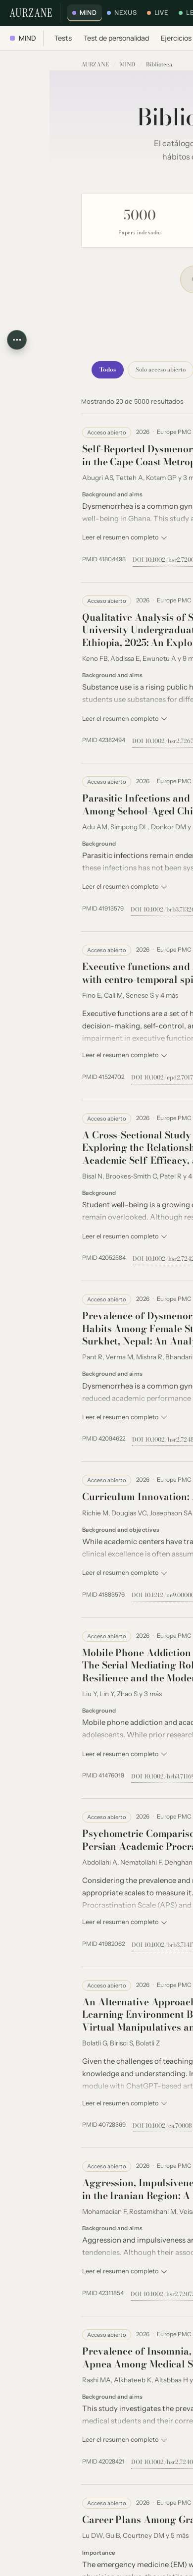 AURZANE
MIND
NEXUS
LIVE
MIND
Tests
Test de personalidad
Ejercicios
AURZANE
MIND
Biblioteca
El catálogo
hábitos
5000
Papers indexados
Todos
Solo acceso abierto
Mostrando 20 de 5000 resultados
Acceso abierto 2026 Europe PMC
Self-Reported Dysmenor
in the Cape Coast Metrop
Abugri AS, Tetteh A, Kotam GP y 3 m
Background and aims
Dysmenorrhea is a common gyn
well-being in Ghana. This study a
Leer el resumen completo
PMID 41804498
Acceso abierto 2026 Europe PMC
Qualitative Analysis of S
University Undergraduat
Ethiopia, 2025: An Explo
Keno FB, Abdissa E, Ewunetu A y 9 m
Background and aims
Substance use is a rising public h
students use substances for diffe
Leer el resumen completo
PMID 42382494
Acceso abierto 2026 Europe PMC
Parasitic Infections and
Among School-Aged Chi
Adu AM, Simpong DL, Donkor DM y
Background
Parasitic infections remain ender
these infections has not been sys
Leer el resumen completo
PMID 41913579
Acceso abierto 2026 Europe PMC
Executive functions and
with centro-temporal spi
Fino E, Cali M, Senese S y 4 más
Executive functions are a set of h
decision-making, self-control, a
impairment in executive function
Leer el resumen completo
PMID 41524702
Acceso abierto 2026 Europe PMC
A Cross-Sectional Study
Exploring the Relationsh
Academic Self-Efficacy,
Bisal N, Brookes-Smith C, Patel R y 4
Background
Student well-being is a growing c
remain overlooked. Although res
Leer el resumen completo
PMID 42052584
Acceso abierto 2026 Europe PMC
Prevalence of Dysmenor
Habits Among Female St
Surkhet, Nepal: An Anal
Pant R, Verma M, Mishra R, Bhandari
Background and aims
Dysmenorrhea is a common gyn
reduced academic performance
Leer el resumen completo
PMID 42094622
Acceso abierto 2026 Europe PMC
Curriculum Innovation:
Richie M, Douglas VC, Josephson SA
Background and objectives
While academic centers have tra
clinical excellence is often assum
Leer el resumen completo
PMID 41883576
Acceso abierto 2026 Europe PMC
Mobile Phone Addiction
The Serial Mediating Rol
Resilience and the Moder
Liu Y, Lin Y, Zhao S y 3 más
Background
Mobile phone addiction and acad
adolescents. While prior research
Leer el resumen completo
PMID 41476019
Acceso abierto 2026 Europe PMC
Psychometric Compariso
Persian Academic Procra
Abdollahi A, Nematollahi F, Dehghan
Considering the prevalence and
appropriate scales to measure it.
Procrastination Scale (APS) and
Leer el resumen completo
PMID 41982062
Acceso abierto 2026 Europe PMC
An Alternative Approach
Learning Environment B
Virtual Manipulatives an
Bolatli G, Birisci S, Bolatli Z
Given the challenges of teaching
knowledge and understanding. In
module with ChatGPT-based art
Leer el resumen completo
PMID 40728369
Acceso abierto 2026 Europe PMC
Aggression, Impulsivene
in the Iranian Region: A
Mohamadian F, Rostamkhani M, Veis
Background and aims
Aggression and impulsiveness ar
tendencies. Although their assoc
Leer el resumen completo
PMID 42311854
Acceso abierto 2026 Europe PMC
Prevalence of Insomnia,
Apnea Among Medical S
Rashi MA, Alkhateeb K, Altabbaa H y
Background and aims
This study investigates the preva
medical students and their corre
Leer el resumen completo
PMID 42028421
Acceso abierto 2026 Europe PMC
Career Plans Among Gra
Lu DW, Gu B, Courtney DM y 5 más
Importance
The emergency medicine (EM) w